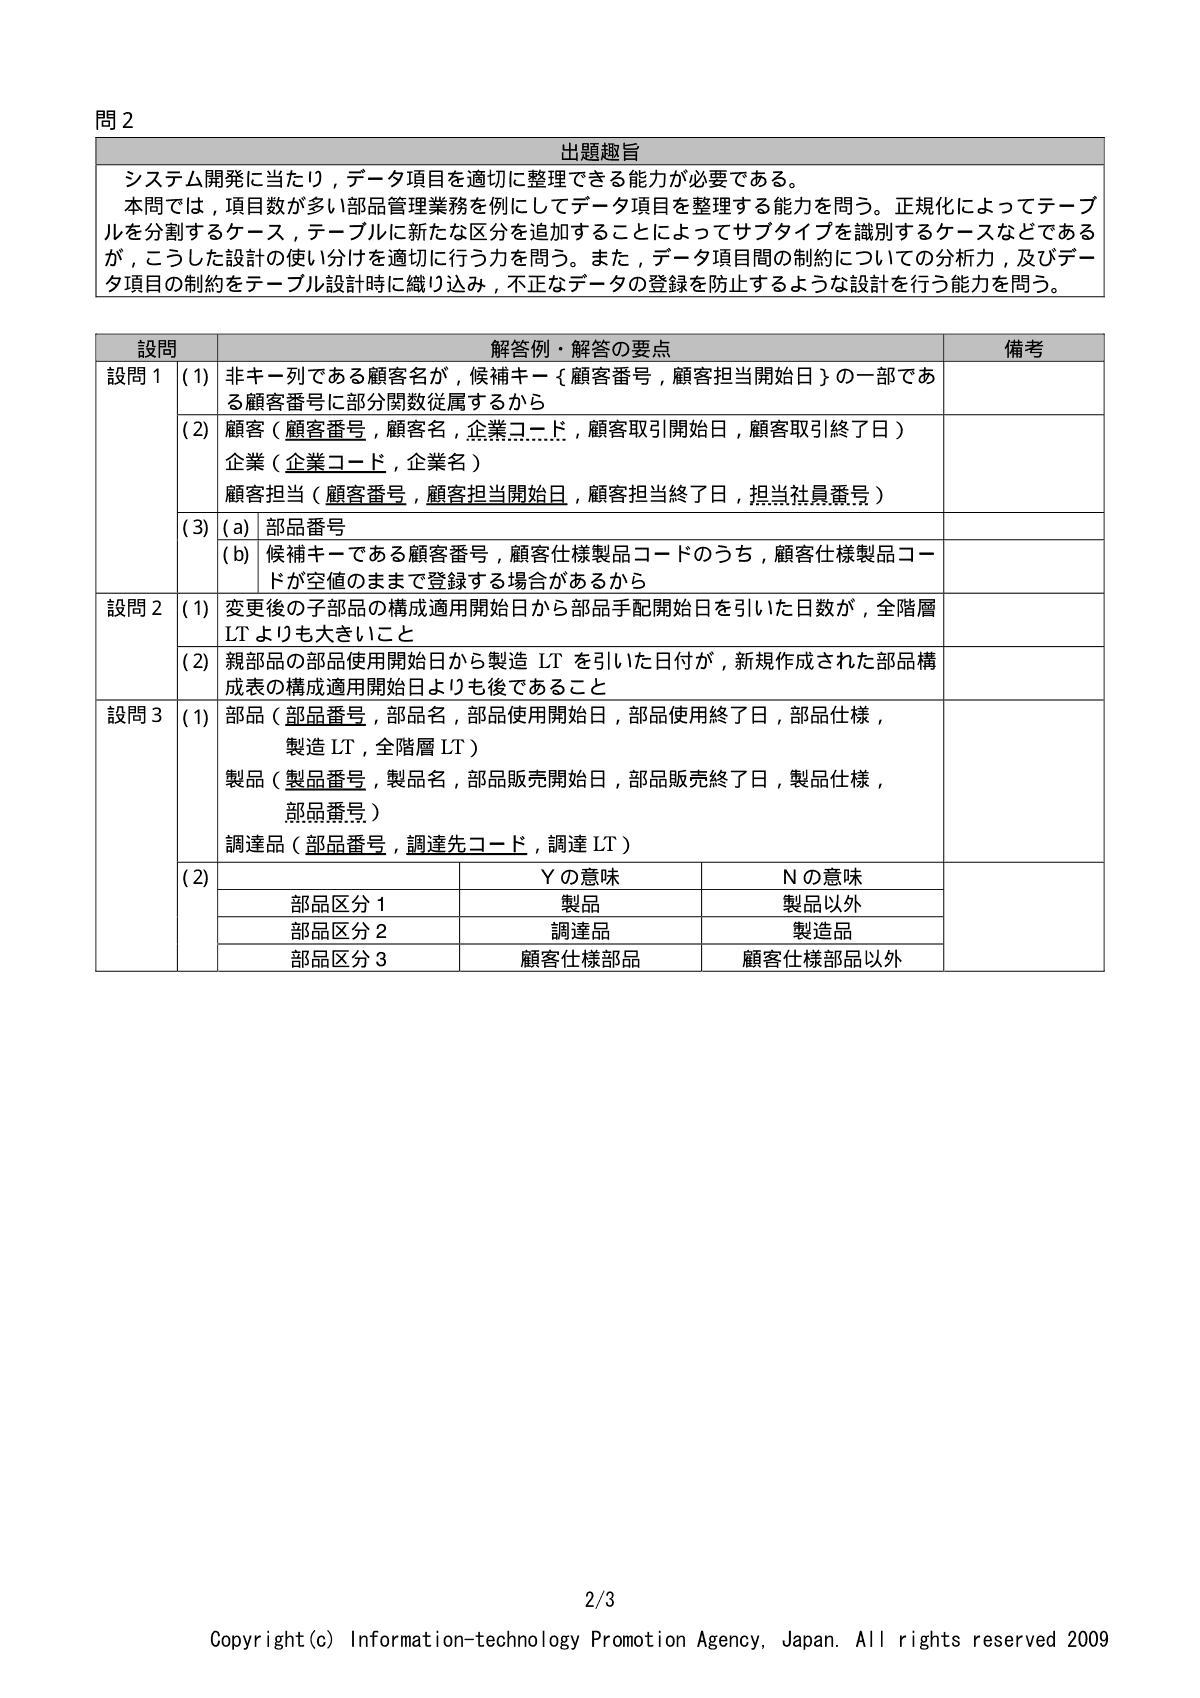 問2
出題趣旨
システム開発に当たり，データ項目を適切に整理できる能力が必要である。
本問では，項目数が多い部品管理業務を例にしてデータ項目を整理する能力を問う。正規化によってテーブ
ルを分割するケース，テーブルに新たな区分を追加することによってサブタイプを識別するケースなどである
が，こうした設計の使い分けを適切に行う力を問う。また，データ項目間の制約についての分析力，及びデー
タ項目の制約をテーブル設計時に織り込み，不正なデータの登録を防止するような設計を行う能力を問う。
設問 解答例・解答の要点 備考
設問1 (1) 非キー列である顧客名が，候補キー{顧客番号，顧客担当開始日}の一部であ
る顧客番号に部分関数従属するから
(2) 顧客（顧客番号，顧客名，企業コード，顧客取引開始日，顧客取引終了日）
企業（企業コード，企業名）
顧客担当（顧客番号，顧客担当開始日，顧客担当終了日，担当社員番号）
(3) (a) 部品番号
(b) 候補キーである顧客番号，顧客仕様製品コードのうち，顧客仕様製品コー
ドが空値のままで登録する場合があるから
設問2 (1) 変更後の子部品の構成適用開始日から部品手配開始日を引いた日数が，全階層
LTよりも大きいこと
(2) 親部品の部品使用開始日から製造 LT を引いた日付が，新規作成された部品構
成表の構成適用開始日よりも後であること
設問3 (1) 部品（部品番号，部品名，部品使用開始日，部品使用終了日，部品仕様，
製造LT，全階層LT）
製品（製品番号，製品名，部品販売開始日，部品販売終了日，製品仕様，
部品番号）
調達品（部品番号，調達先コード，調達LT）
(2) Yの意味 Nの意味
部品区分1 製品 製品以外
部品区分2 調達品 製造品
部品区分3 顧客仕様部品 顧客仕様部品以外
2/3
Copyright(c) Information-technology Promotion Agency, Japan. All rights reserved 2009